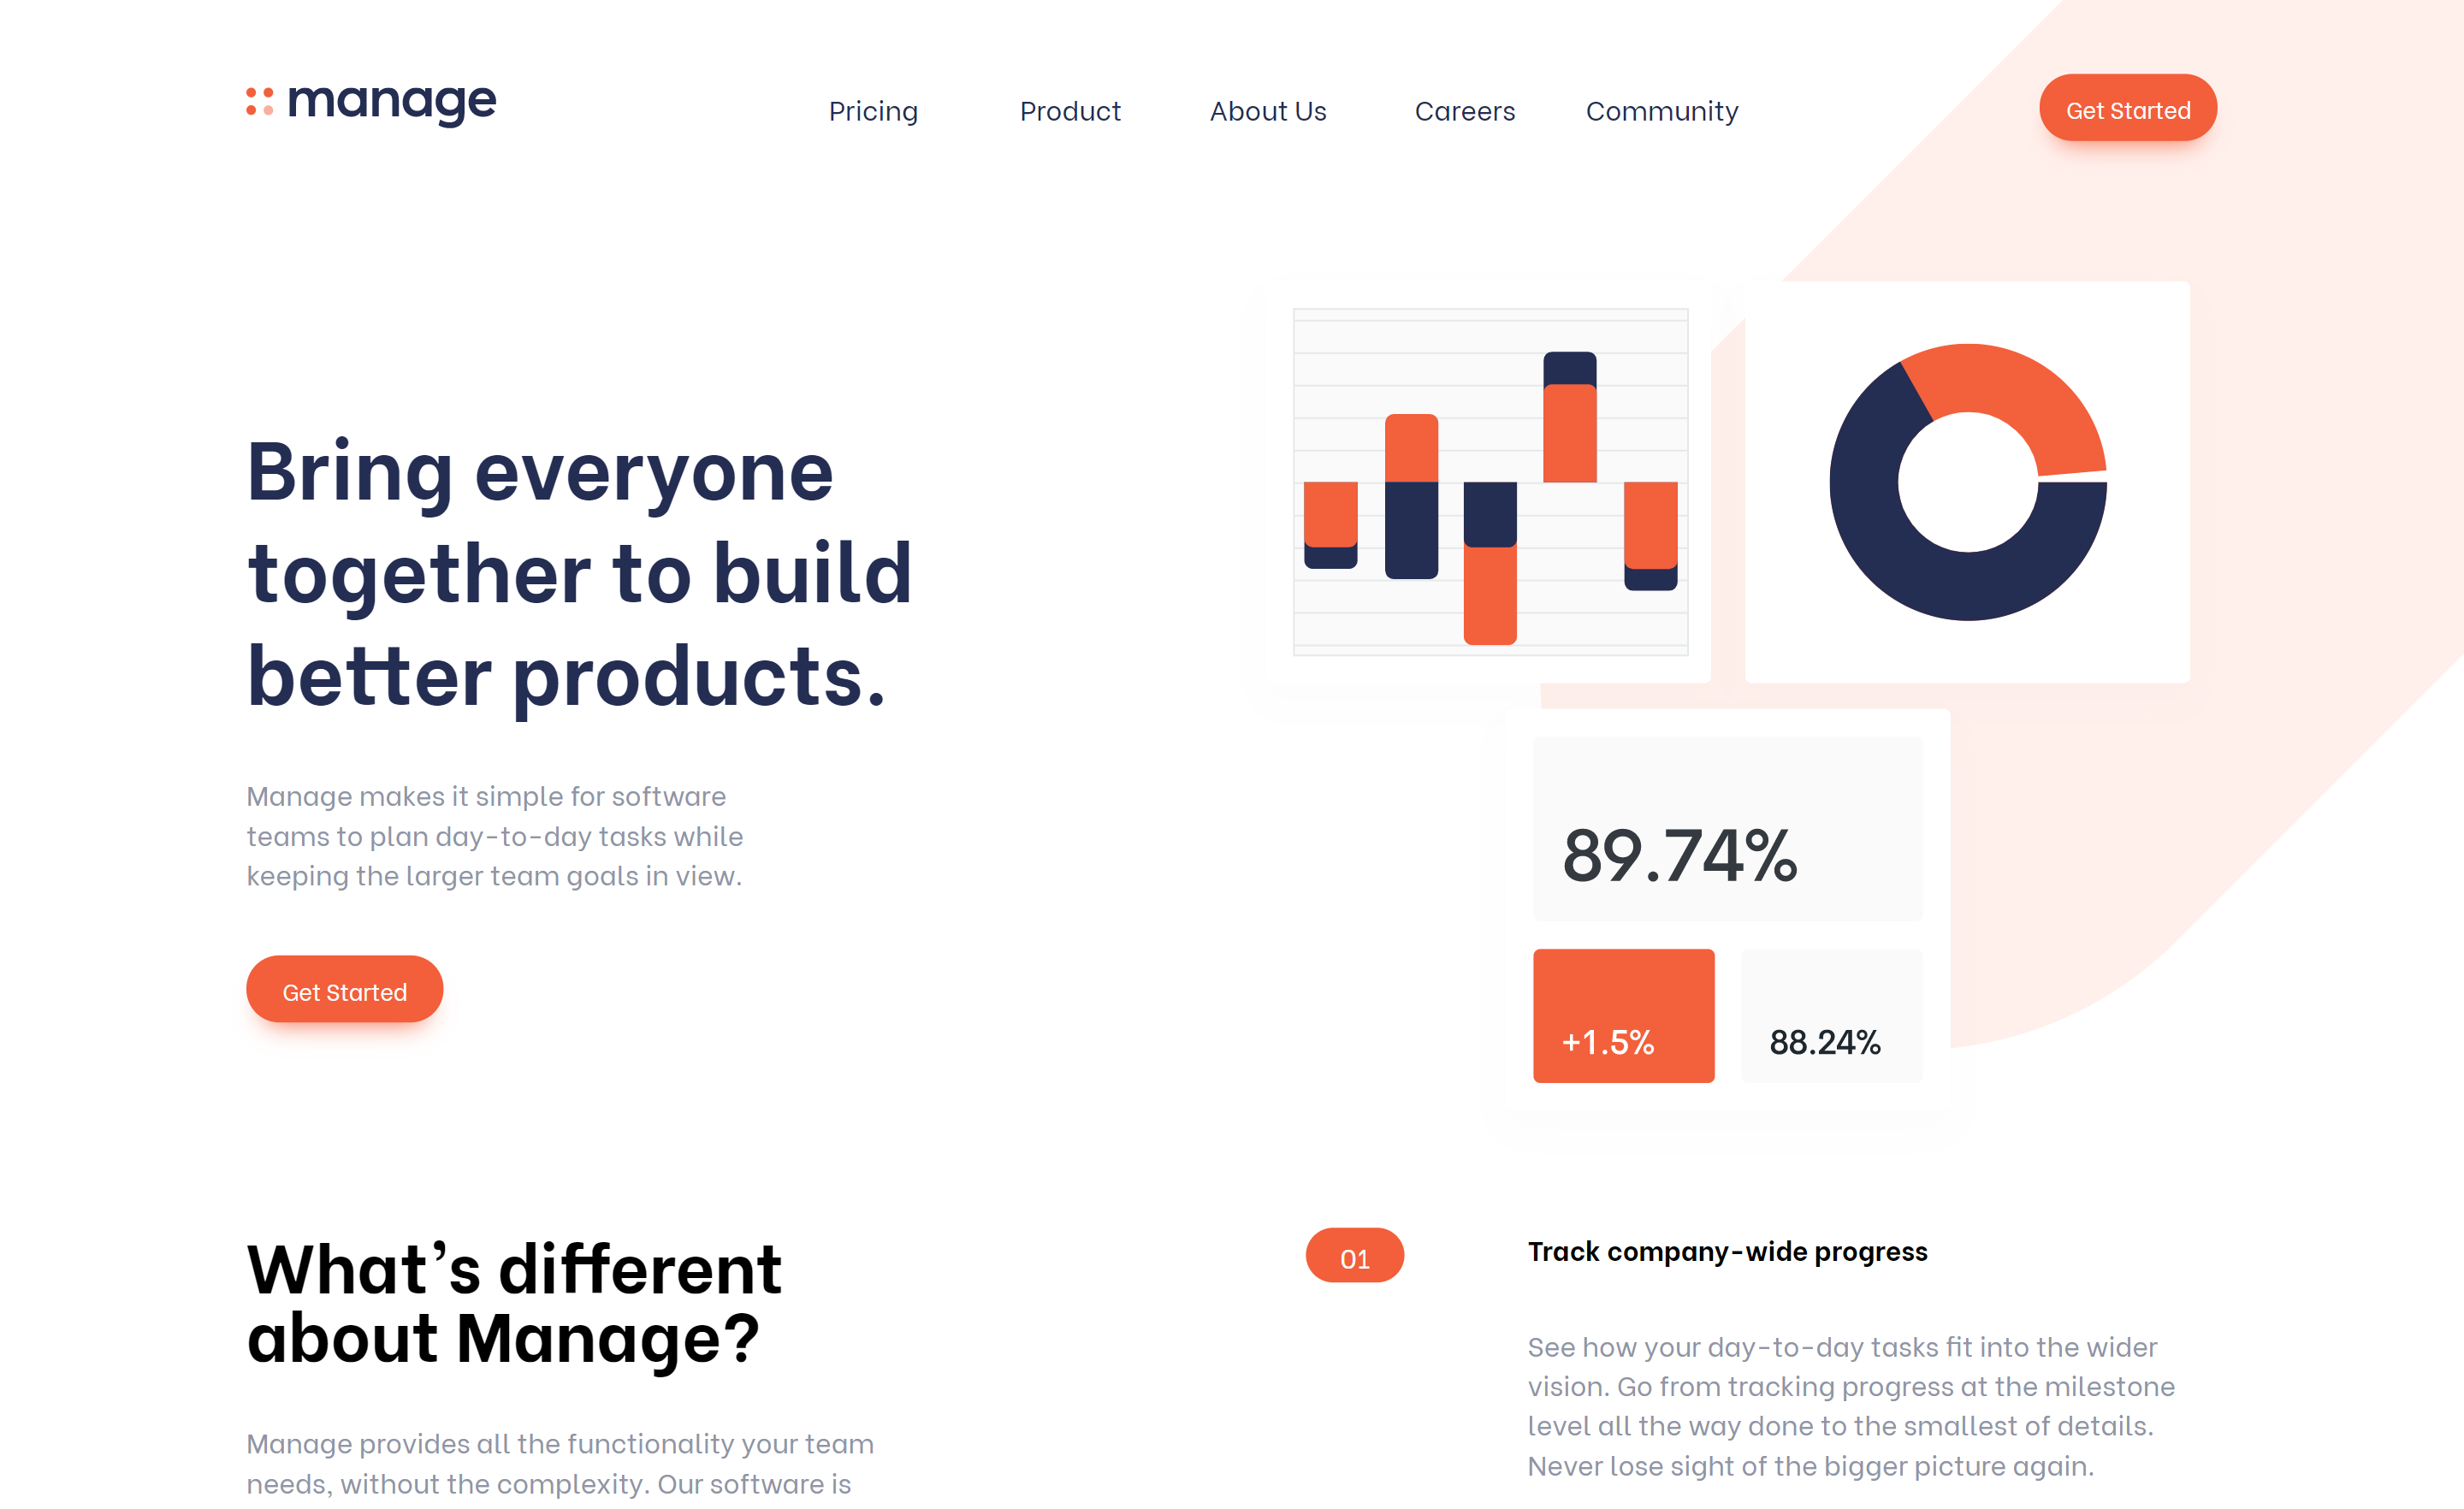 manage
Pricing
Product
About Us
Careers
Community
Get Started
Bring everyone
together to build
better products.
Manage makes it simple for software
teams to plan day-to-day tasks while
keeping the larger team goals in view.
Get Started
89.74%
+1.5%
88.24%
What’s different
about Manage?
Manage provides all the functionality your team
needs, without the complexity. Our software is
01
Track company-wide progress
See how your day-to-day tasks fit into the wider
vision. Go from tracking progress at the milestone
level all the way done to the smallest of details.
Never lose sight of the bigger picture again.